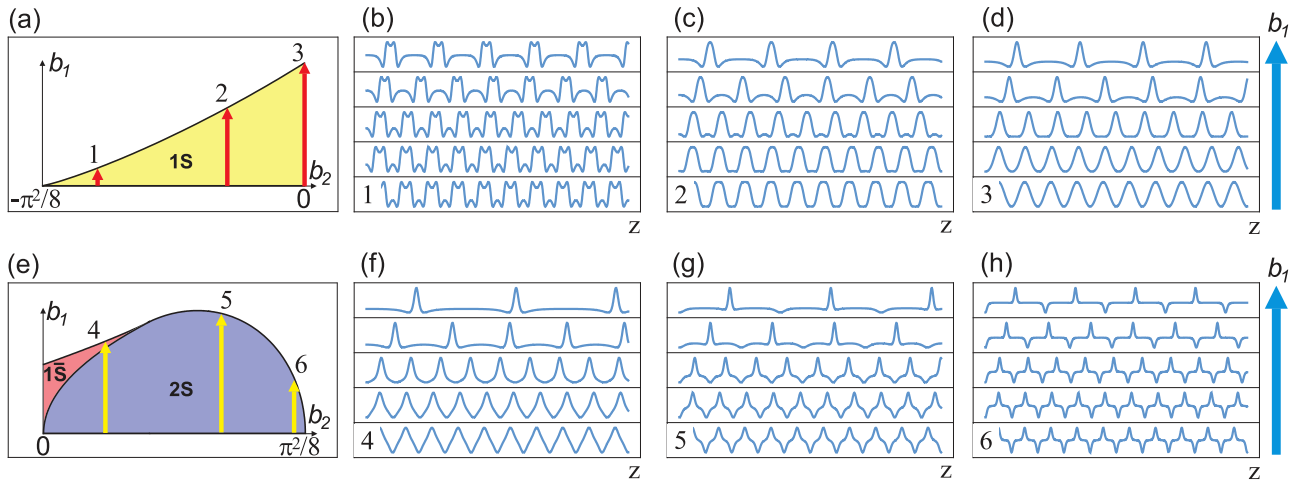 (a)
b₁
1
2
3
1S
b₂
-π²/8
0
(b)
1
z
(c)
2
z
(d)
3
z
b₁
(e)
b₁
4
5
6
1S̅
2S
b₂
0
π²/8
(f)
4
z
(g)
5
z
(h)
6
z
b₁